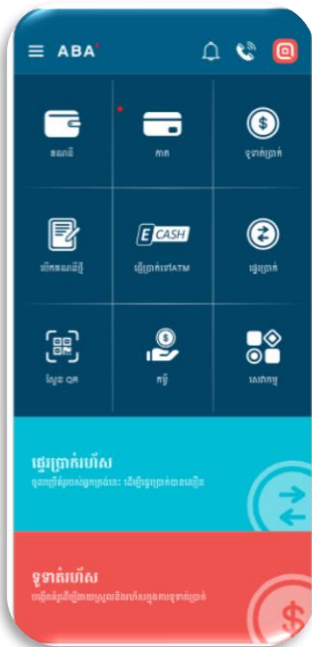 ABA'
គណនី
កាត
ទូទាត់ប្រាក់
បើកគណនីថ្មី
E CASH
ផ្ញើប្រាក់ទៅATM
ផ្ទេរប្រាក់
ស្កែន QR
កម្ចី
សេវាកម្ម
ផ្ទេរប្រាក់រហ័ស
ទូទាត់រហ័ស